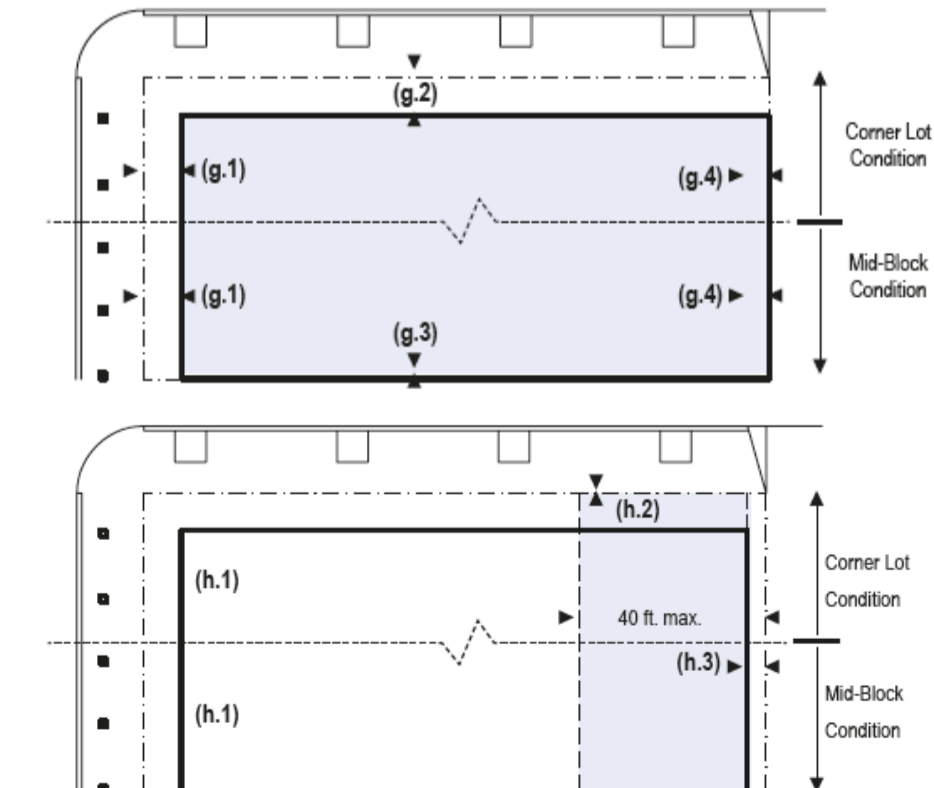 (g.2)
Corner Lot
Condition
(g.1)
(g.4)
Mid-Block
Condition
(g.1)
(g.4)
(g.3)
(h.2)
Corner Lot
Condition
(h.1)
40 ft. max.
(h.3)
Mid-Block
Condition
(h.1)